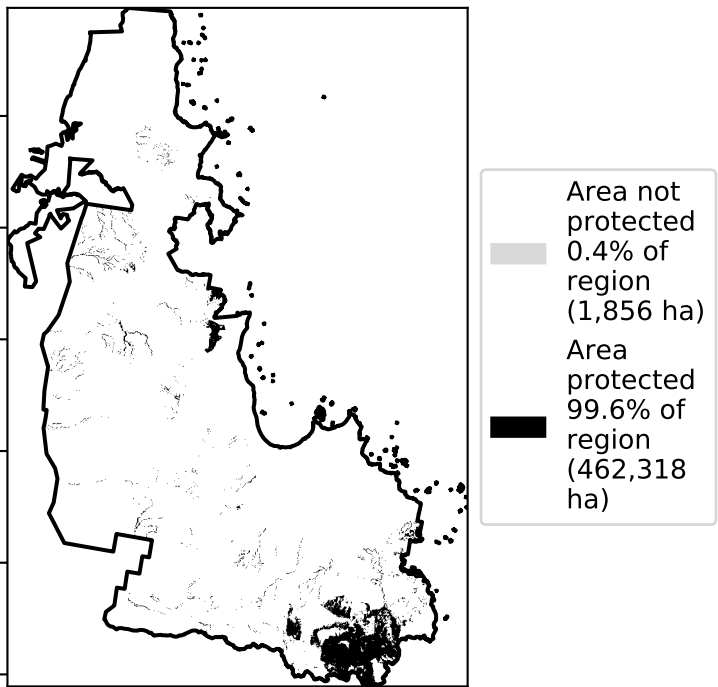 Area not
protected
0.4% of
region
(1,856 ha)
Area
protected
99.6% of
region
(462,318
ha)